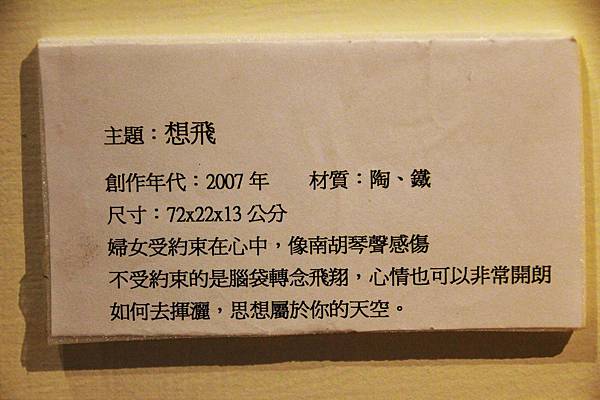 主題：想飛
創作年代：2007 年　　材質：陶、鐵
尺寸：72x22x13 公分
婦女受約束在心中，像南胡琴聲感傷
不受約束的是腦袋轉念飛翔，心情也可以非常開朗
如何去揮灑，思想屬於你的天空。